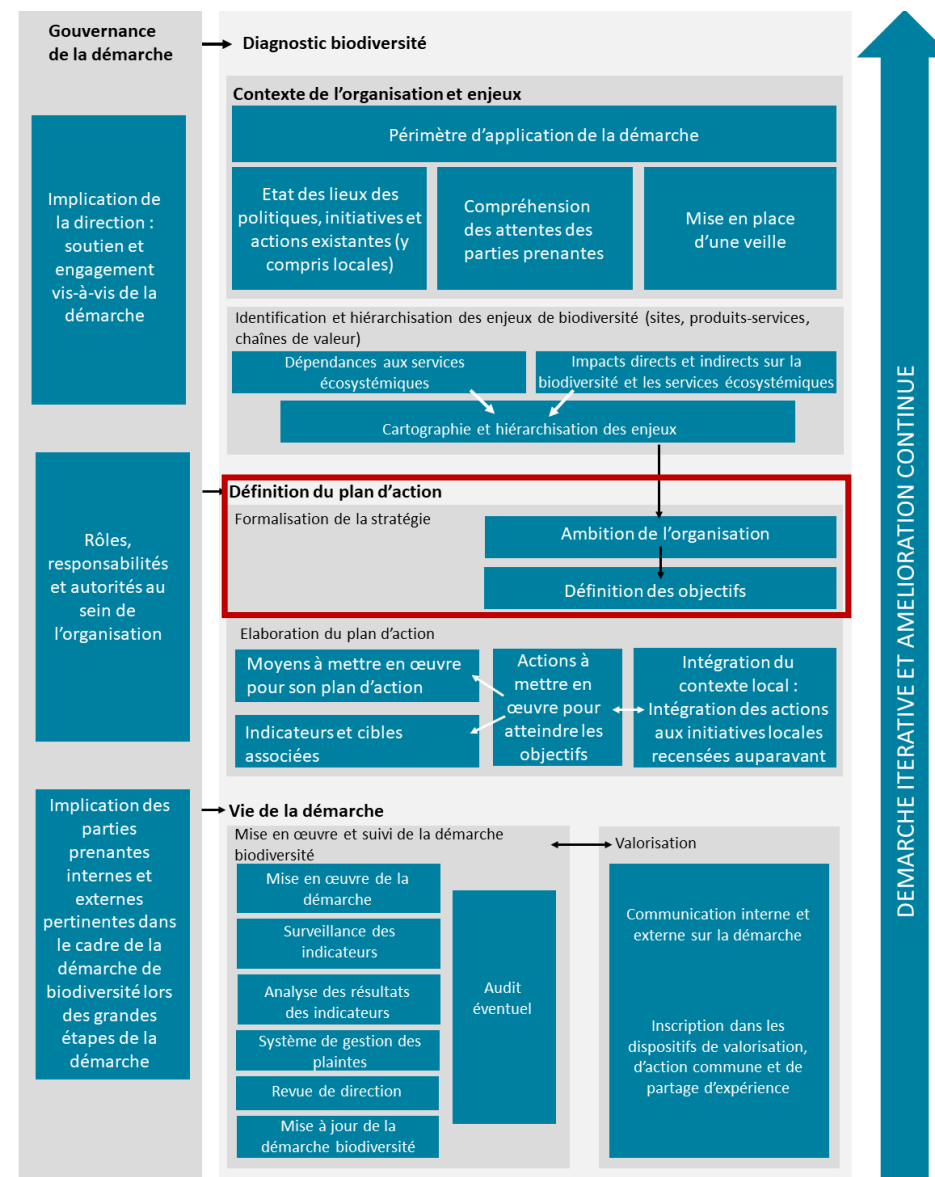 Gouvernance
de la démarche
Implication de
la direction :
soutien et
engagement
vis-à-vis de la
démarche
Rôles,
responsabilités
et autorités au
sein de
l'organisation
Implication des
parties
prenantes
internes et
externes
pertinentes dans
le cadre de la
démarche de
biodiversité lors
des grandes
étapes de la
démarche
Diagnostic biodiversité
Contexte de l'organisation et enjeux
Périmètre d'application de la démarche
Etat des lieux des
politiques, initiatives et
actions existantes (y
compris locales)
Compréhension
des attentes des
parties prenantes
Mise en place
d'une veille
Identification et hiérarchisation des enjeux de biodiversité (sites, produits-services,
chaînes de valeur)
Dépendances aux services
écosystémiques
Impacts directs et indirects sur la
biodiversité et les services écosystémiques
Cartographie et hiérarchisation des enjeux
Définition du plan d'action
Formalisation de la stratégie
Ambition de l'organisation
Définition des objectifs
Elaboration du plan d'action
Moyens à mettre en œuvre
pour son plan d'action
Indicateurs et cibles
associées
Actions à
mettre en
œuvre pour
atteindre les
objectifs
Intégration du
contexte local :
Intégration des actions
aux initiatives locales
recensées auparavant
Vie de la démarche
Mise en œuvre et suivi de la démarche
biodiversité
Mise en œuvre de la
démarche
Surveillance des
indicateurs
Analyse des résultats
des indicateurs
Système de gestion des
plaintes
Revue de direction
Mise à jour de la
démarche biodiversité
Audit
éventuel
Valorisation
Communication interne et
externe sur la démarche
Inscription dans les
dispositifs de valorisation,
d'action commune et de
partage d'expérience
DEMARCHE ITERATIVE ET AMELIORATION CONTINUE